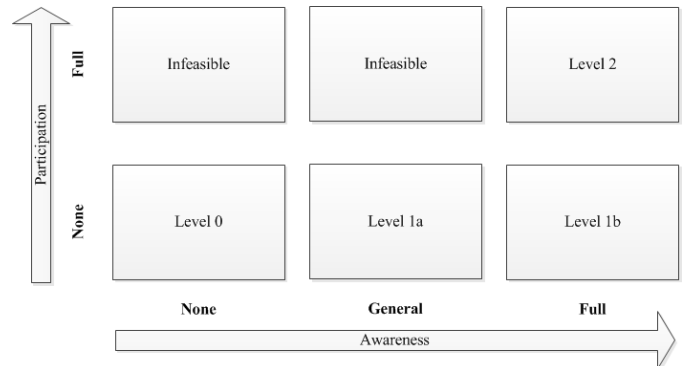 Participation
Full
Infeasible
Infeasible
Level 2
None
Level 0
Level 1a
Level 1b
None
General
Full
Awareness